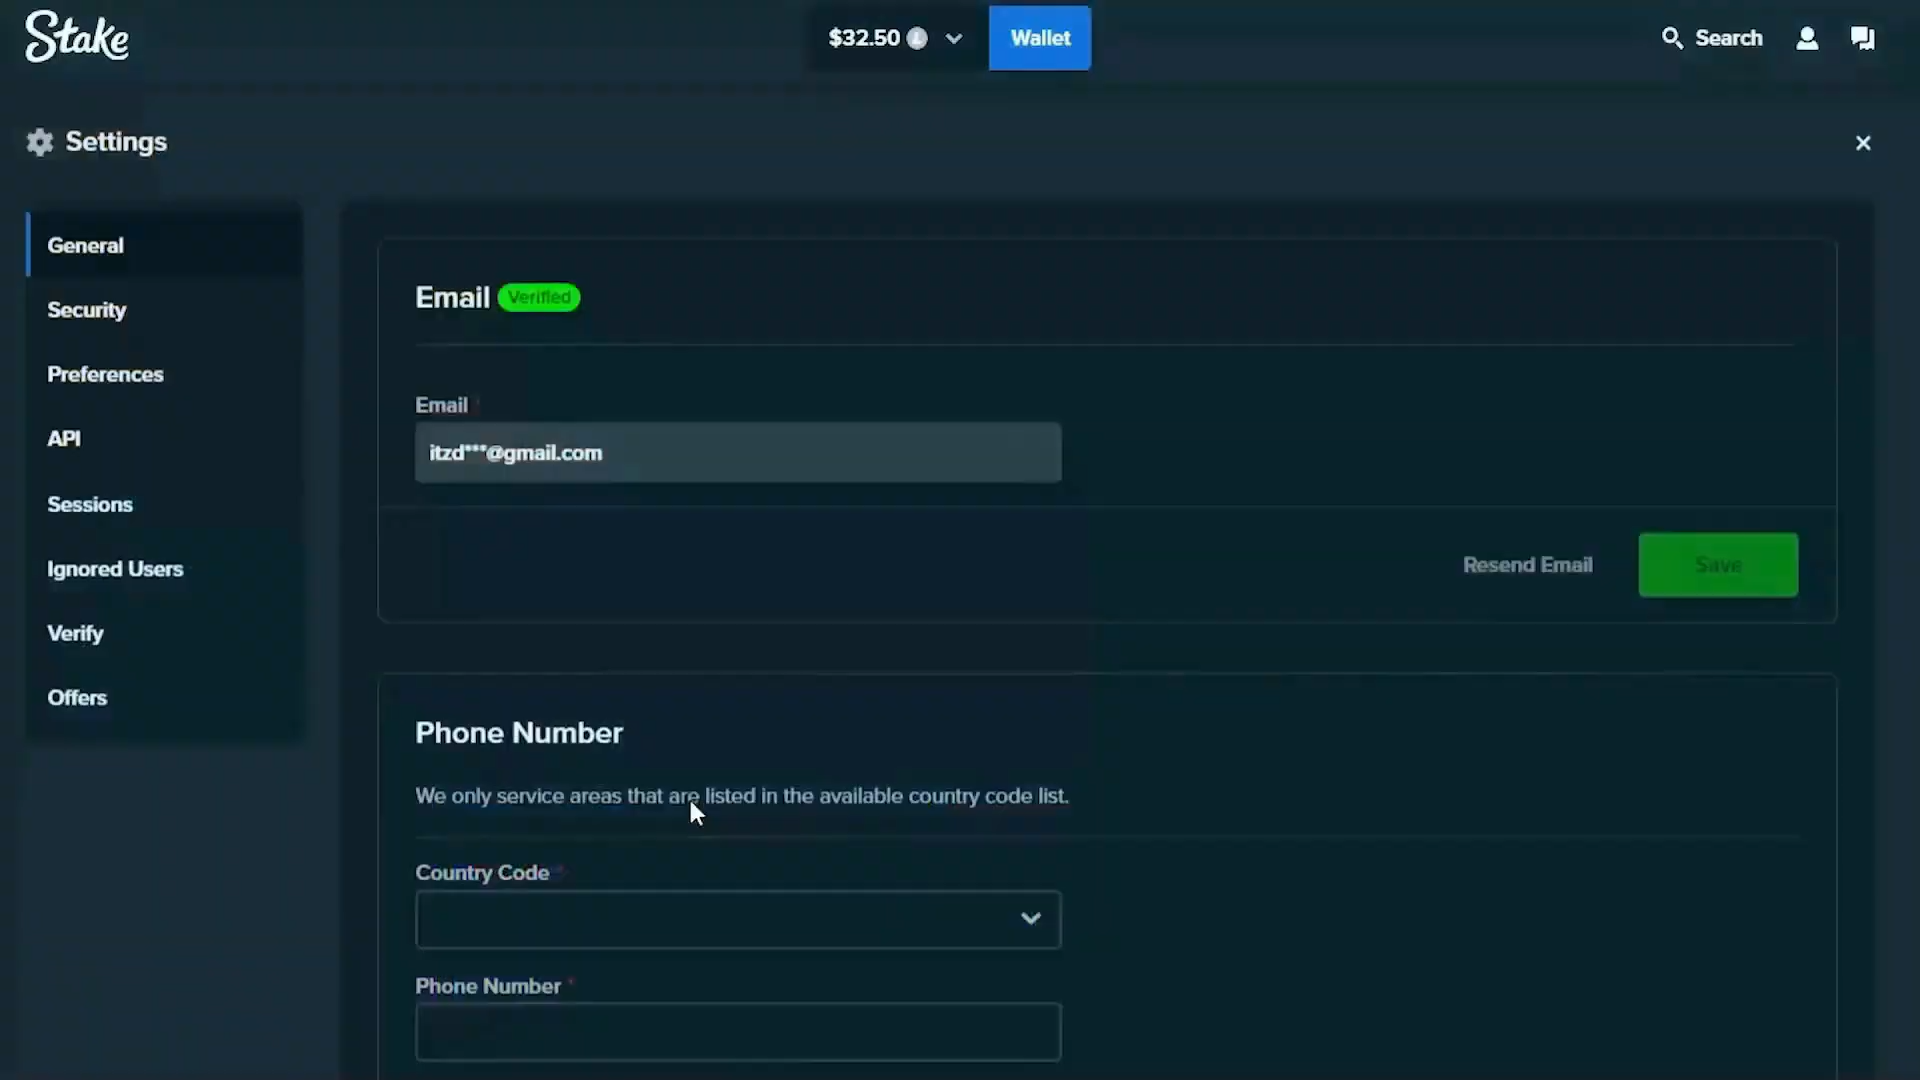 Stake
$32.50
Wallet
Search
Settings
General
Security
Preferences
API
Sessions
Ignored Users
Verify
Offers
Email Verified
Email *
itzd***@gmail.com
Resend Email
Save
Phone Number
We only service areas that are listed in the available country code list.
Country Code *
Phone Number *